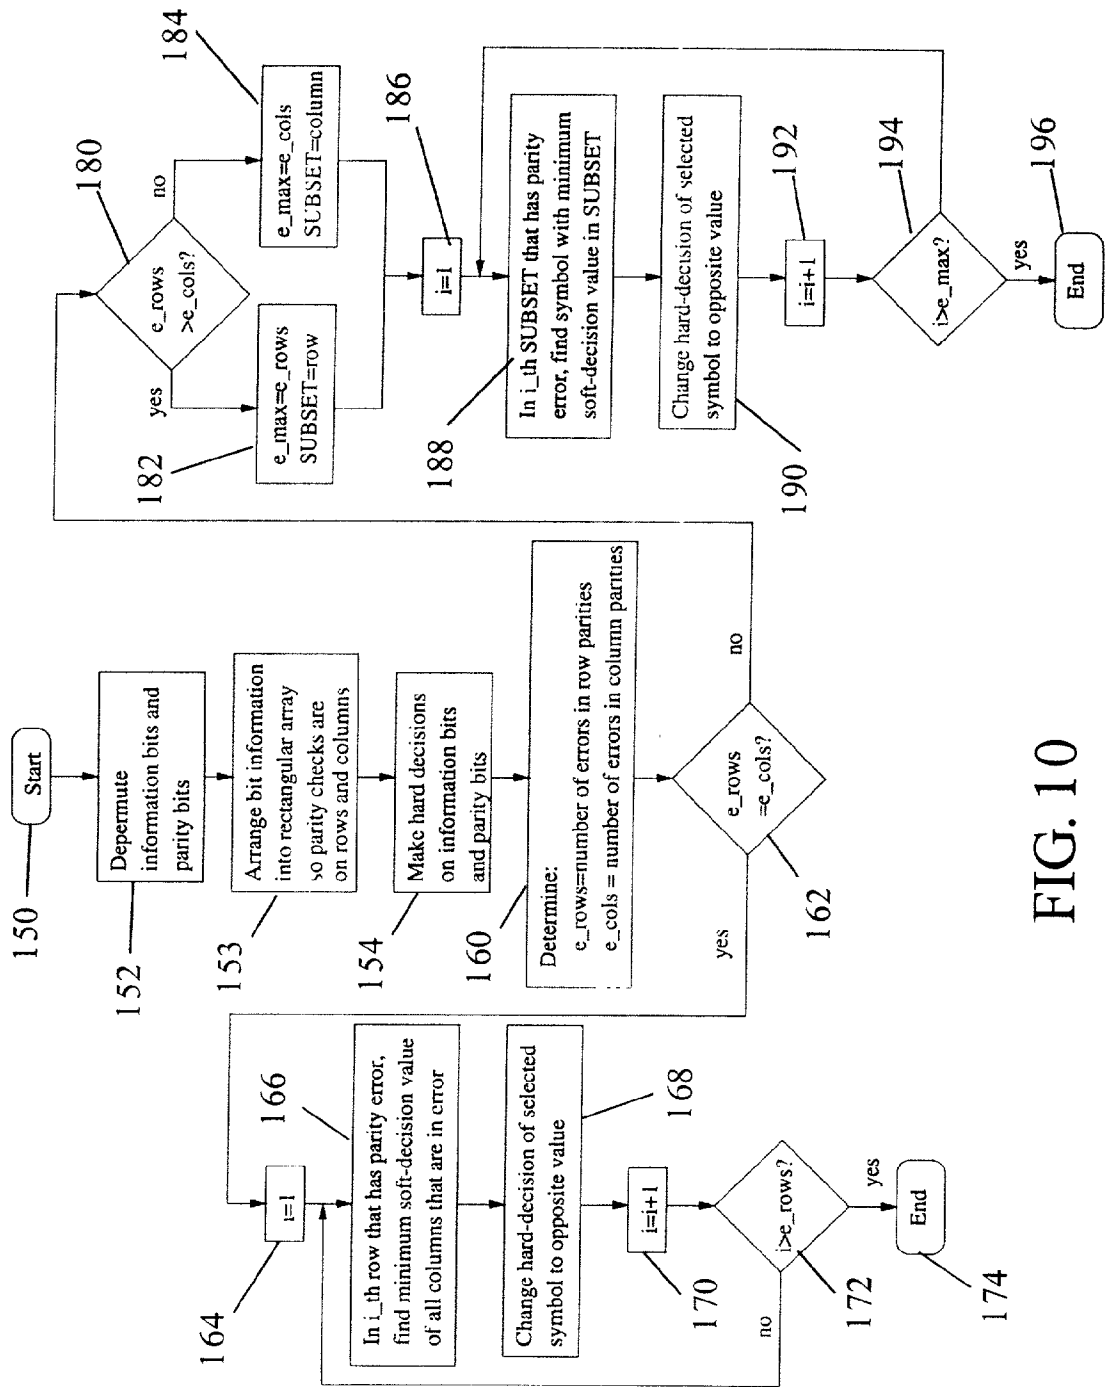 150
Start
152
Depermute
information bits and
parity bits
153
Arrange bit information
into rectangular array
so parity checks are
on rows and columns
154
Make hard decisions
on information bits
and parity bits
160
Determine:
e_rows=number of errors in row parities
e_cols = number of errors in column parities
162
e_rows
=e_cols?
yes
no
164
i=1
166
In i_th row that has parity error,
find minimum soft-decision value
of all columns that are in error
168
Change hard-decision of selected
symbol to opposite value
170
i=i+1
172
i>e_rows?
no
yes
174
End
180
e_rows
>e_cols?
yes
no
182
e_max=e_rows
SUBSET=row
184
e_max=e_cols
SUBSET=column
186
i=1
188
In i_th SUBSET that has parity
error, find symbol with minimum
soft-decision value in SUBSET
190
Change hard-decision of selected
symbol to opposite value
192
i=i+1
194
i>e_max?
yes
196
End
FIG. 10